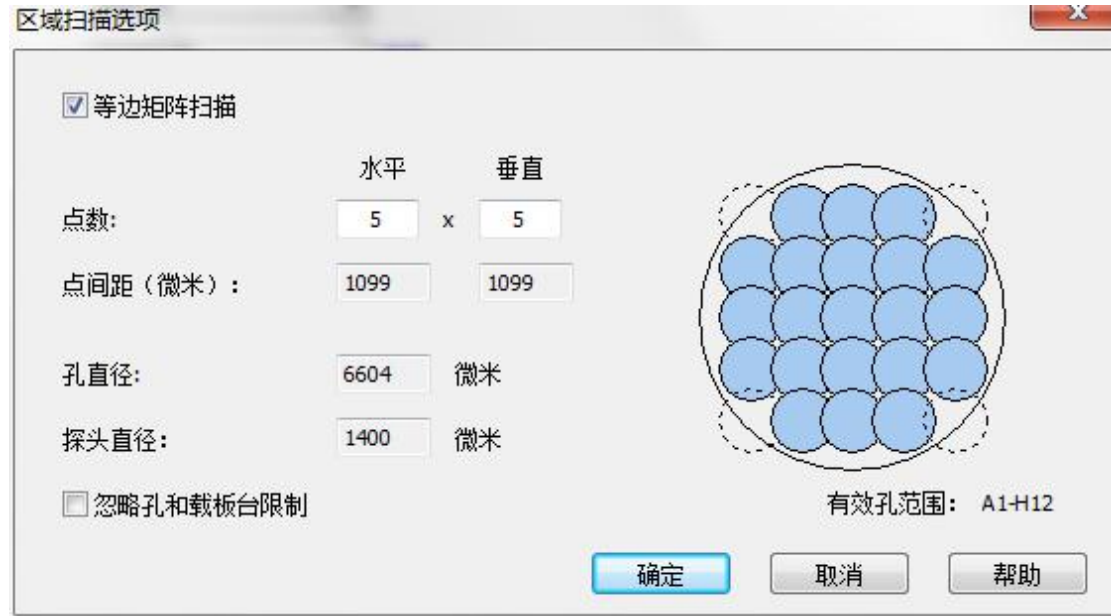 区域扫描选项
等边矩阵扫描
水平 垂直
点数: 5 x 5
点间距（微米）: 1099 1099
孔直径: 6604 微米
探头直径: 1400 微米
忽略孔和载板台限制
有效孔范围: A1-H12
确定 取消 帮助